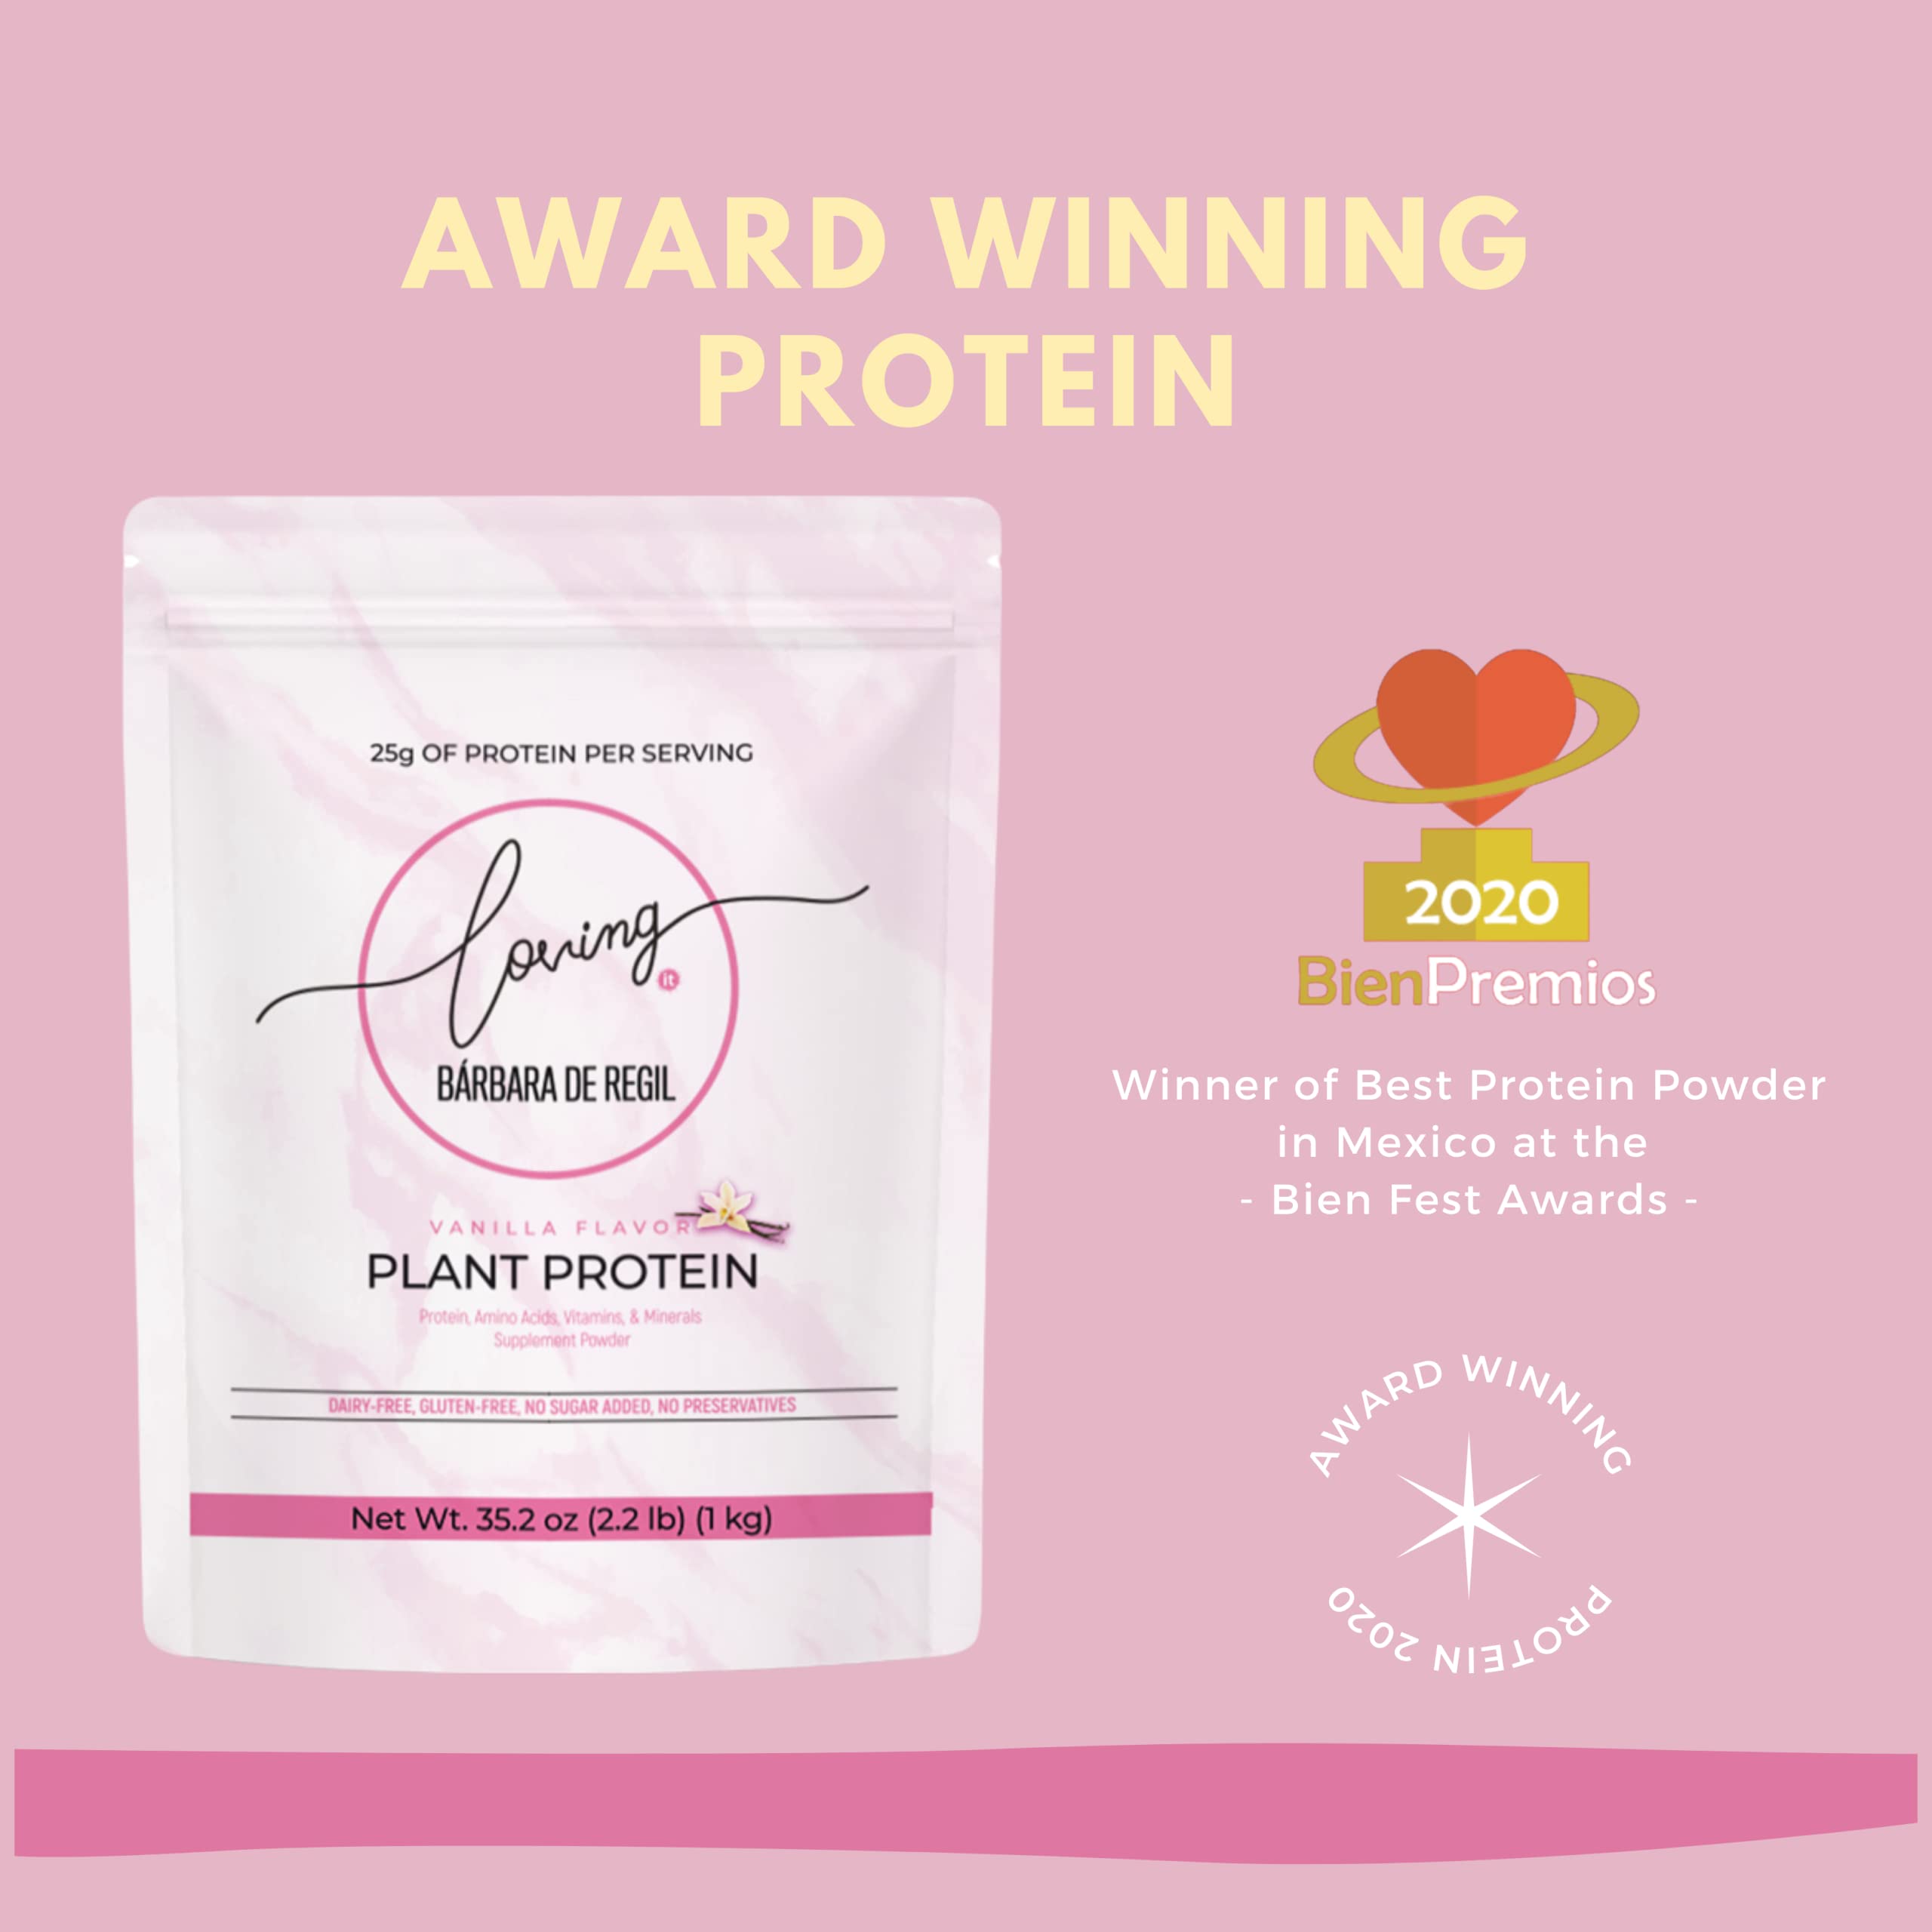 AWARD WINNING
PROTEIN
25g OF PROTEIN PER SERVING
Loving
it
BÁRBARA DE REGIL
VANILLA FLAVOR
PLANT PROTEIN
Protein, Amino Acids, Vitamins, & Minerals
Supplement Powder
DAIRY-FREE, GLUTEN-FREE, NO SUGAR ADDED, NO PRESERVATIVES
Net Wt. 35.2 oz (2.2 lb) (1 kg)
2020
BienPremios
Winner of Best Protein Powder
in Mexico at the
- Bien Fest Awards -
AWARD WINNING
PROTEIN 2020